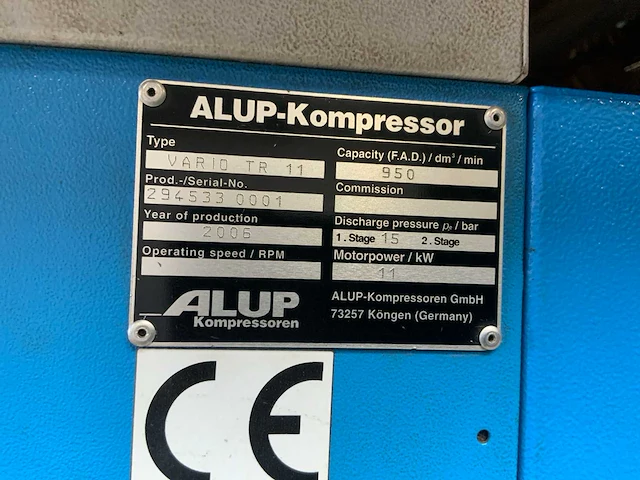 ALUP-Kompressor
Type
VARIO TR 11
Prod.-/Serial-No.
294533 0001
Year of production
2006
Operating speed / RPM
Capacity (F.A.D.) / dm³ / min
950
Commission
Discharge pressure pₑ / bar
1. Stage 15 2. Stage
Motorpower / kW
11
ALUP
Kompressoren
ALUP-Kompressoren GmbH
73257 Köngen (Germany)
CE